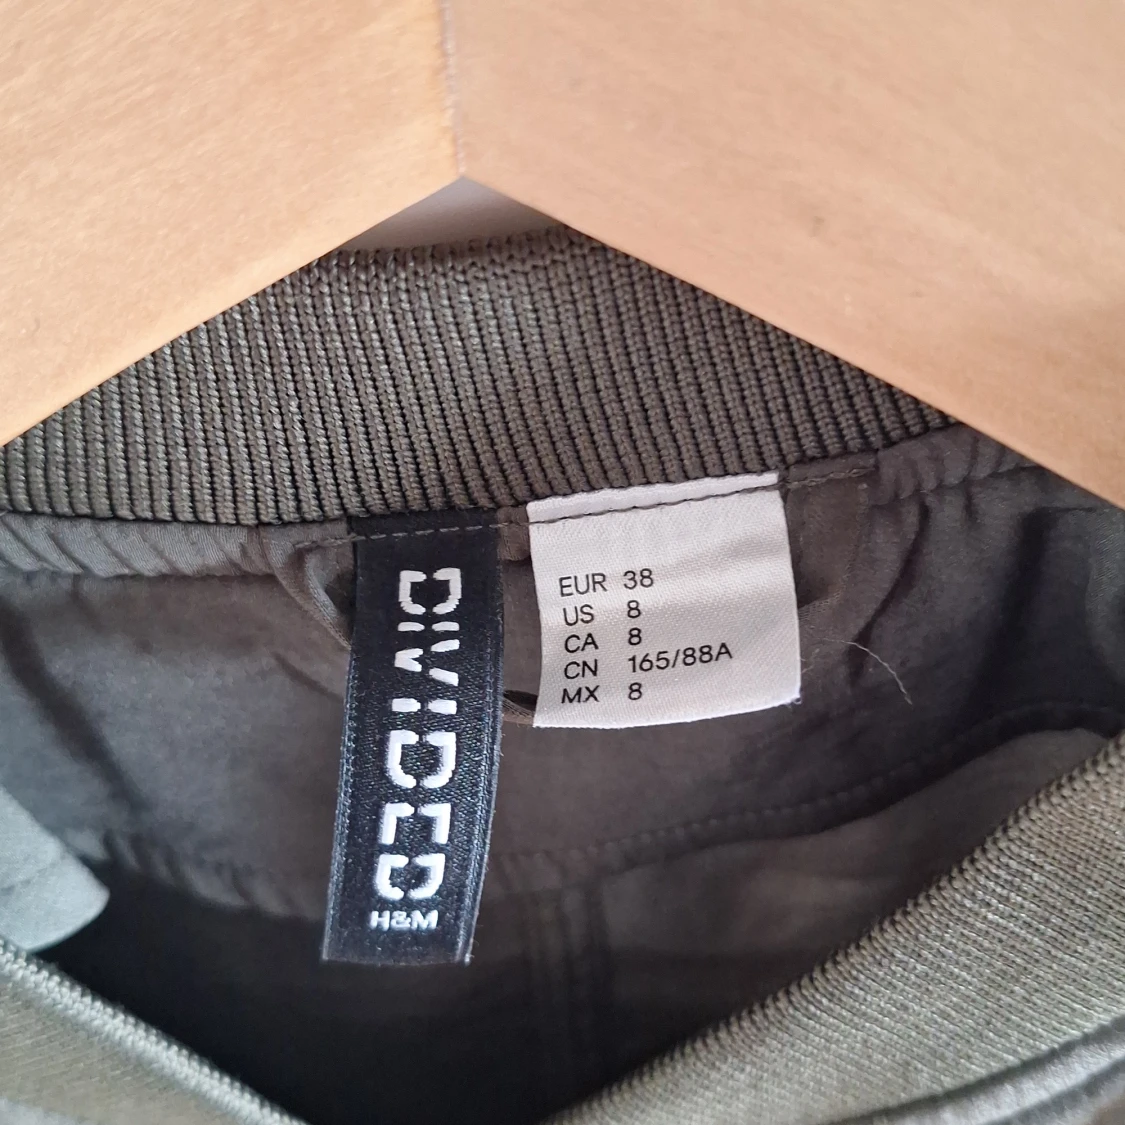 DIVIDED
H&M
EUR 38
US 8
CA 8
CN 165/88A
MX 8